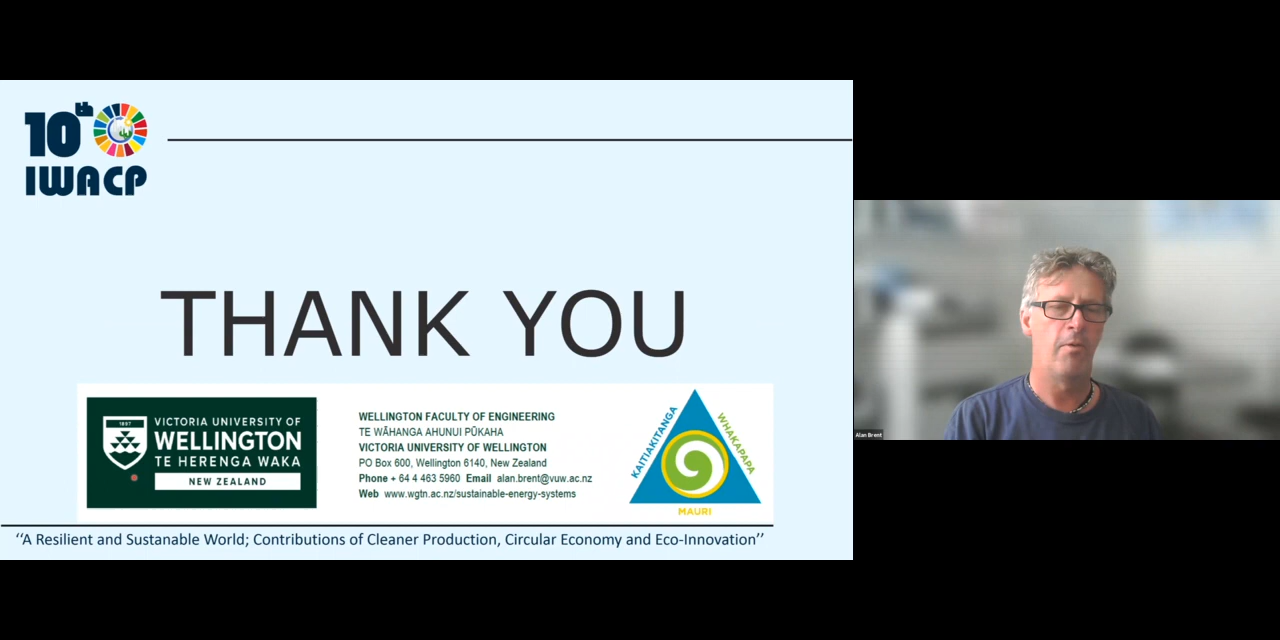 10th
IWACP
THANK YOU
1897
VICTORIA UNIVERSITY OF
WELLINGTON
TE HERENGA WAKA
NEW ZEALAND
WELLINGTON FACULTY OF ENGINEERING
TE WĀHANGA AHUNUI PŪKAHA
VICTORIA UNIVERSITY OF WELLINGTON
PO Box 600, Wellington 6140, New Zealand
Phone + 64 4 463 5960 Email alan.brent@vuw.ac.nz
Web www.wgtn.ac.nz/sustainable-energy-systems
KAITIAKITANGA
WHAKAPAPA
MAURI
‘‘A Resilient and Sustanable World; Contributions of Cleaner Production, Circular Economy and Eco-Innovation’’
Alan Brent